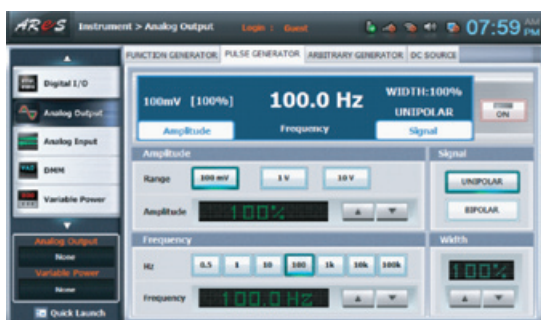 ARES Instrument > Analog Output Login : Guest 07:59 AM PM
FUNCTION GENERATOR PULSE GENERATOR ARBITRARY GENERATOR DC SOURCE
Digital I/O
Analog Output
Analog Input
DMM
Variable Power
Analog Output
None
Variable Power
None
Quick Launch
100mV [100%] 100.0 Hz WIDTH:100%
UNIPOLAR
Amplitude Frequency Signal
ON
Amplitude
Range 100 mV 1 V 10 V
Amplitude 100%
Signal
UNIPOLAR
BIPOLAR
Frequency
Hz 0.5 1 10 100 1k 10k 100k
Frequency 100.0 HZ
Width
100%